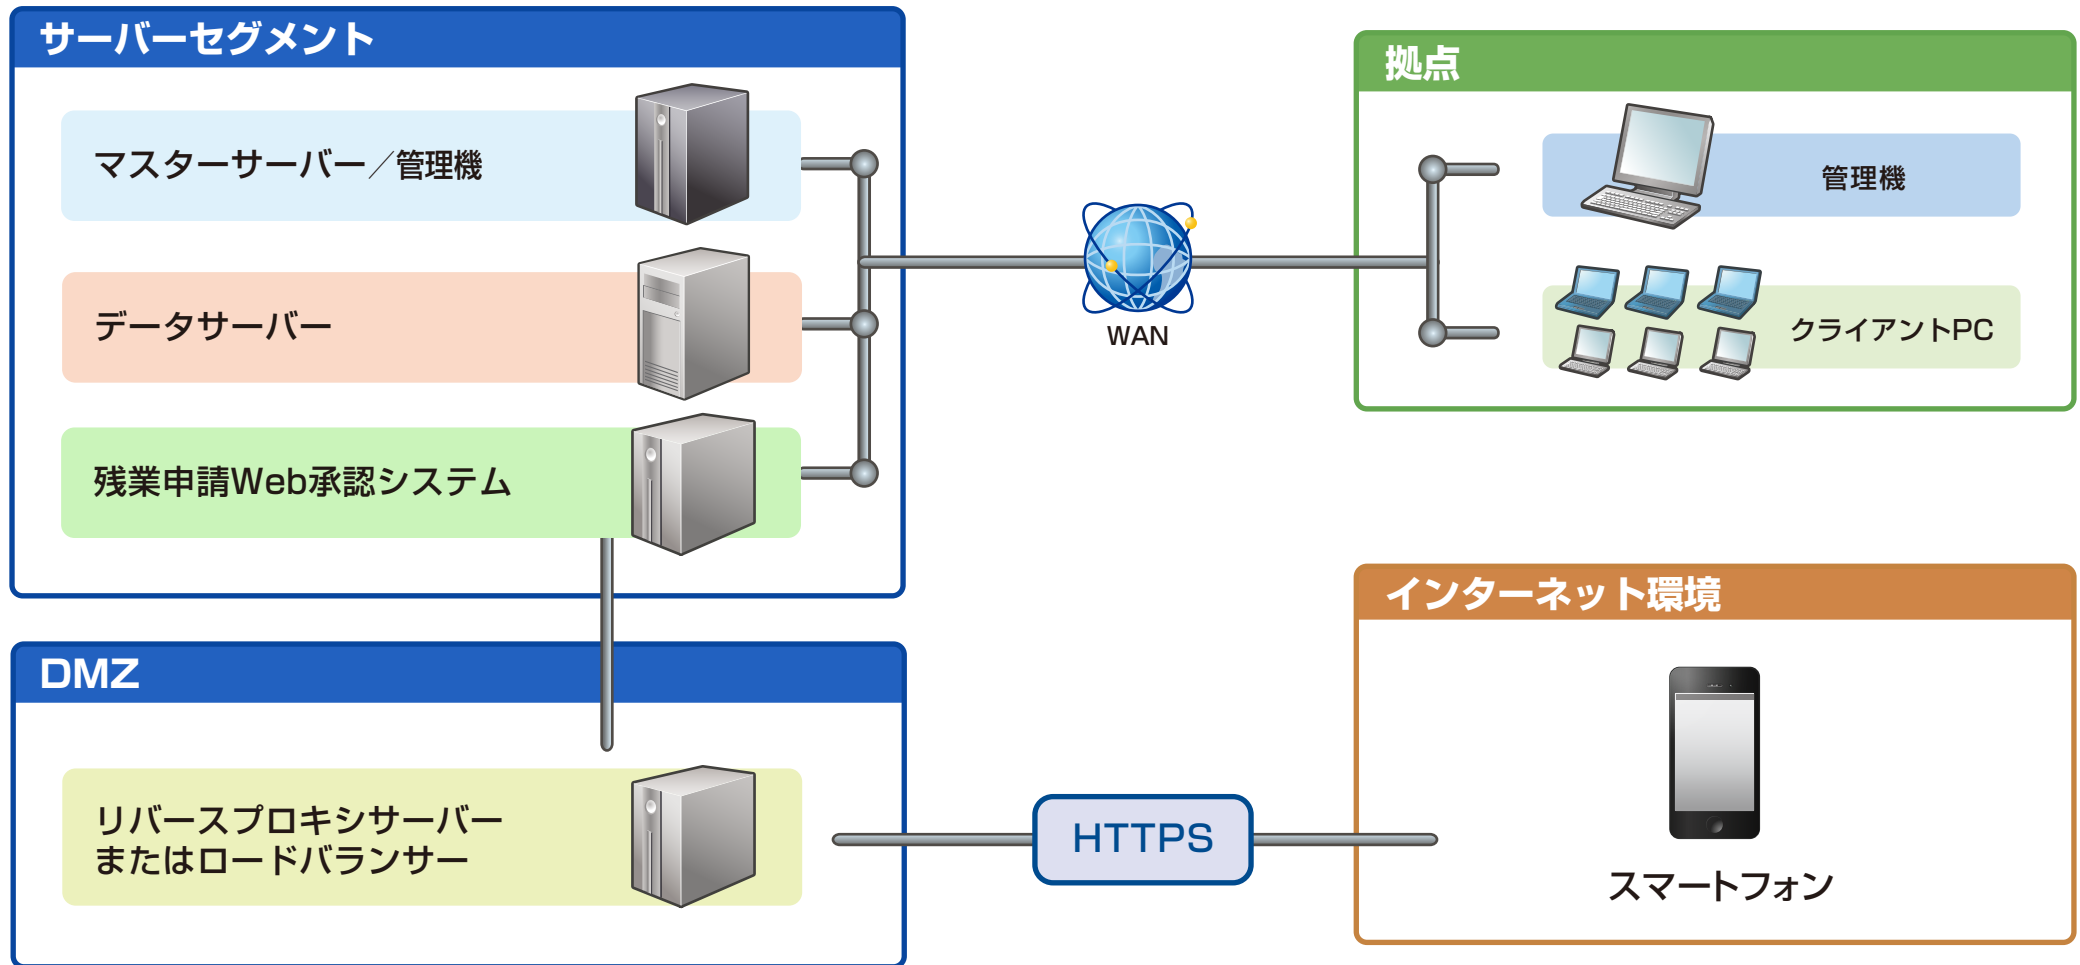 サーバーセグメント
マスターサーバー／管理機
データサーバー
残業申請Web承認システム
WAN
拠点
管理機
クライアントPC
DMZ
リバースプロキシサーバー
またはロードバランサー
HTTPS
インターネット環境
スマートフォン